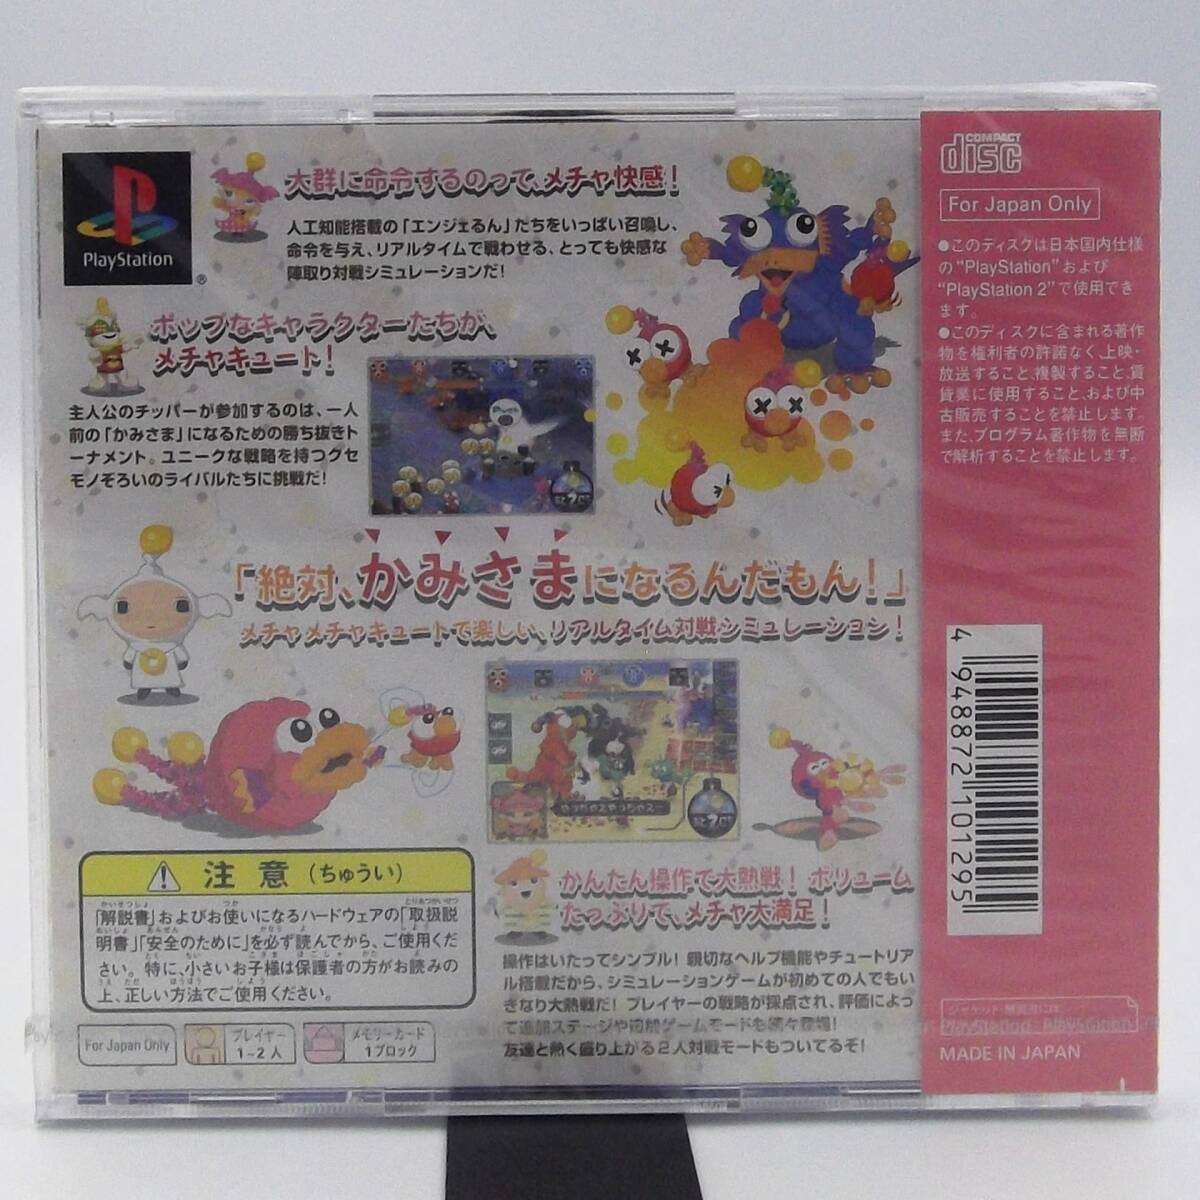 PlayStation
®
大群に命令するのって、メチャ快感！
人工知能搭載の「エンジェるん」たちをいっぱい召喚し、
命令を与え、リアルタイムで戦わせる、とっても快感な
陣取り対戦シミュレーションだ！
ポップなキャラクターたちが、
メチャキュート！
主人公のチッパーが参加するのは、一人
前の「かみさま」になるための勝ち抜きト
ーナメント。ユニークな戦略を持つクセ
モノぞろいのライバルたちに挑戦だ！
「絶対、かみさまになるんだもん！」
メチャメチャキュートで楽しい、リアルタイム対戦シミュレーション！
やっちゃえやっちゃえー
かんたん操作で大熱戦！ ボリューム
たっぷりで、メチャ大満足！
操作はいたってシンプル！ 親切なヘルプ機能やチュートリア
ル搭載だから、シミュレーションゲームが初めての人でもい
きなり大熱戦だ！ プレイヤーの戦略が採点され、評価によっ
て追加ステージや追加ゲームモードも続々登場！
友達と熱く盛り上がる２人対戦モードもついてるぞ！
注意（ちゅうい）
「解説書」およびお使いになるハードウェアの「取扱説
明書」「安全のために」を必ず読んでから、ご使用くだ
さい。特に、小さいお子様は保護者の方がお読みの
上、正しい方法でご使用ください。
For Japan Only
プレイヤー
1～2人
メモリーカード
1ブロック
COMPACT
disc
For Japan Only
●このディスクは日本国内仕様
の“PlayStation”および
“PlayStation 2”で使用でき
ます。
●このディスクに含まれる著作
物を権利者の許諾なく、上映・
放送すること、複製すること、賃
貸業に使用すること、および中
古販売することを禁止します。
また、プログラム著作物を無断
で解析することを禁止します。
4 948872 101295
ジャケット・解説書には
PlayStation PlayStation
MADE IN JAPAN